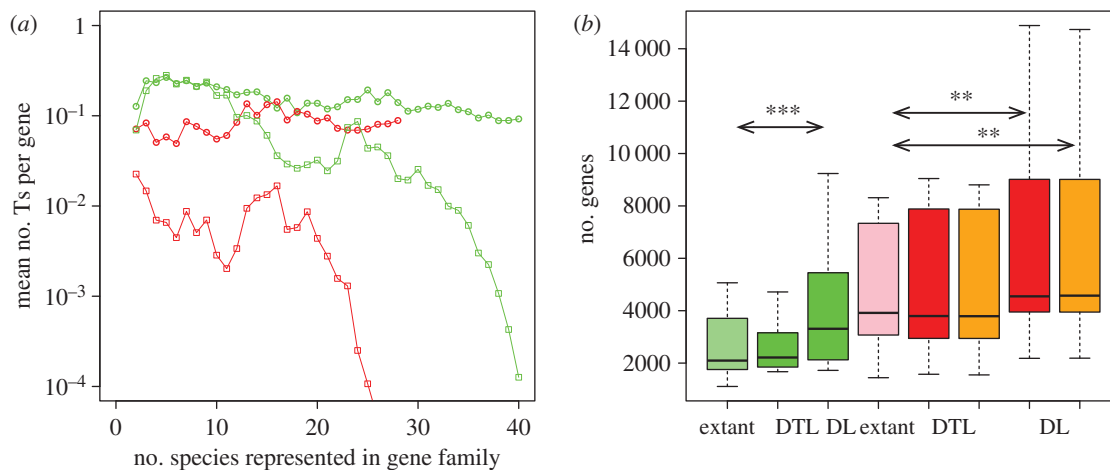 (a)
1
10⁻¹
10⁻²
10⁻³
10⁻⁴
mean no. Ts per gene
0 10 20 30 40
no. species represented in gene family
(b)
14 000
12 000
10 000
8000
6000
4000
2000
no. genes
***
**
**
extant DTL DL extant DTL DL